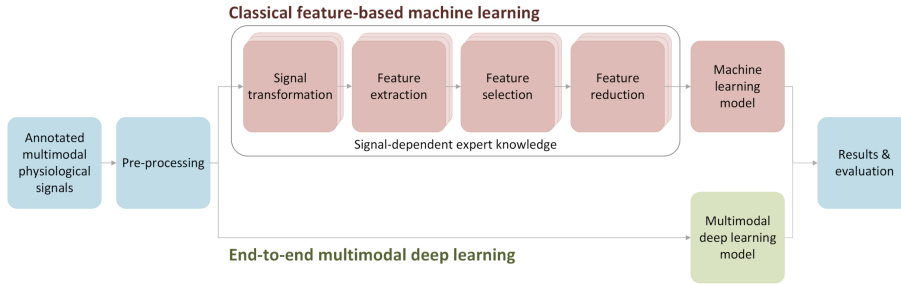 Classical feature-based machine learning
Signal
transformation
Feature
extraction
Feature
selection
Feature
reduction
Machine
learning
model
Signal-dependent expert knowledge
Annotated
multimodal
physiological
signals
Pre-processing
Results &
evaluation
Multimodal
deep learning
model
End-to-end multimodal deep learning